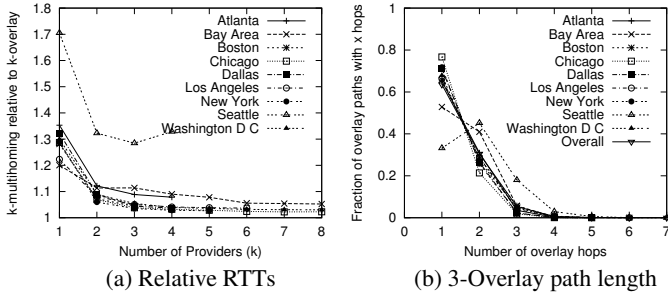 k-multihoming relative to k-overlay
1.8
1.7
1.6
1.5
1.4
1.3
1.2
1.1
1
Atlanta
Bay Area
Boston
Chicago
Dallas
Los Angeles
New York
Seattle
Washington D C
1 2 3 4 5 6 7 8
Number of Providers (k)
(a) Relative RTTs
Fraction of overlay paths with x hops
1
0.8
0.6
0.4
0.2
0
Atlanta
Bay Area
Boston
Chicago
Dallas
Los Angeles
New York
Seattle
Washington D C
Overall
0 1 2 3 4 5 6 7
Number of overlay hops
(b) 3-Overlay path length